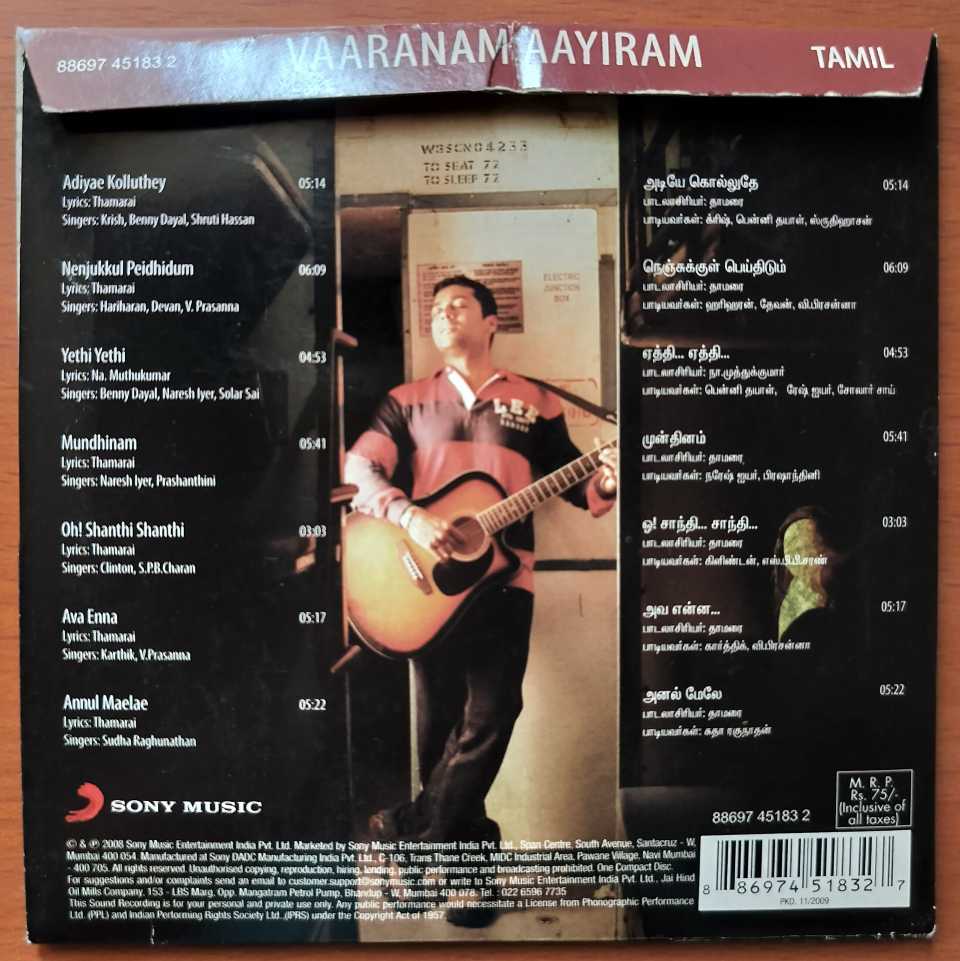 88697 45183 2
VAARANAM AAYIRAM
TAMIL
WBSCN04233
TO SEAT 72
TO SLEEP 72
ELECTRIC
JUNCTION
BOX
LEE
Adiyae Kolluthey 05:14
Lyrics: Thamarai
Singers: Krish, Benny Dayal, Shruti Hassan
Nenjukkul Peidhidum 06:09
Lyrics: Thamarai
Singers: Hariharan, Devan, V. Prasanna
Yethi Yethi 04:53
Lyrics: Na. Muthukumar
Singers: Benny Dayal, Naresh Iyer, Solar Sai
Mundhinam 05:41
Lyrics: Thamarai
Singers: Naresh Iyer, Prashanthini
Oh! Shanthi Shanthi 03:03
Lyrics: Thamarai
Singers: Clinton, S.P.B.Charan
Ava Enna 05:17
Lyrics: Thamarai
Singers: Karthik, V.Prasanna
Annul Maelae 05:22
Lyrics: Thamarai
Singers: Sudha Raghunathan
அடியே கொல்லுதே 05:14
பாடலாசிரியர்: தாமரை
பாடியவர்கள்: க்ரிஷ், பென்னி தயாள், ஸ்ருதிஹாசன்
நெஞ்சுக்குள் பெய்திடும் 06:09
பாடலாசிரியர்: தாமரை
பாடியவர்கள்: ஹரிஹரன், தேவன், வி.பிரசன்னா
ஏத்தி... ஏத்தி... 04:53
பாடலாசிரியர்: நா.முத்துக்குமார்
பாடியவர்கள்: பென்னி தயாள், ரேஷ் ஐயர், சோலார் சாய்
முன்தினம் 05:41
பாடலாசிரியர்: தாமரை
பாடியவர்கள்: நரேஷ் ஐயர், பிரஷாந்தினி
ஓ! சாந்தி... சாந்தி... 03:03
பாடலாசிரியர்: தாமரை
பாடியவர்கள்: கிளிண்டன், எஸ்.பி.பி.சரண்
அவ என்ன... 05:17
பாடலாசிரியர்: தாமரை
பாடியவர்கள்: கார்த்திக், வி.பிரசன்னா
அனல் மேலே 05:22
பாடலாசிரியர்: தாமரை
பாடியவர்கள்: சுதா ரகுநாதன்
SONY MUSIC
M. R. P.
Rs. 75/-
(Inclusive of
all taxes)
88697 45183 2
© & ℗ 2008 Sony Music Entertainment India Pvt. Ltd. Marketed by Sony Music Entertainment India Pvt. Ltd., Span Centre, South Avenue, Santacruz - W,
Mumbai 400 054. Manufactured at Sony DADC Manufacturing India Pvt. Ltd., C-106, Trans Thane Creek, MIDC Industrial Area, Pawane Village, Navi Mumbai
- 400 705. All rights reserved. Unauthorised copying, reproduction, hiring, lending, public performance and broadcasting prohibited. One Compact Disc.
For suggestions and/or complaints send an email to customer.support@sonymusic.com or write to Sony Music Entertainment India Pvt. Ltd., Jai Hind
Oil Mills Company, 153 - LBS Marg, Opp. Mangatram Petrol Pump, Bhandup - W, Mumbai 400 078. Tel. : 022 6596 7735
This Sound Recording is for your personal and private use only. Any public performance would necessitate a License from Phonographic Performance
Ltd. (PPL) and Indian Performing Rights Society Ltd.,(IPRS) under the Copyright Act of 1957.
8 86974 51832 7
PKD. 11/2009